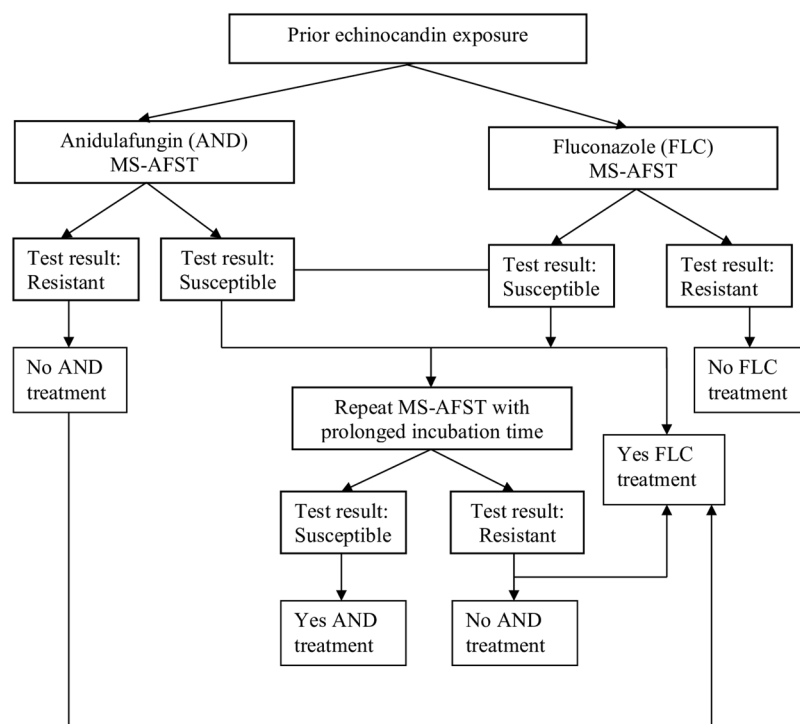 Prior echinocandin exposure
Anidulafungin (AND)
MS-AFST
Fluconazole (FLC)
MS-AFST
Test result:
Resistant
Test result:
Susceptible
Test result:
Susceptible
Test result:
Resistant
No AND
treatment
No FLC
treatment
Repeat MS-AFST with
prolonged incubation time
Yes FLC
treatment
Test result:
Susceptible
Test result:
Resistant
Yes AND
treatment
No AND
treatment